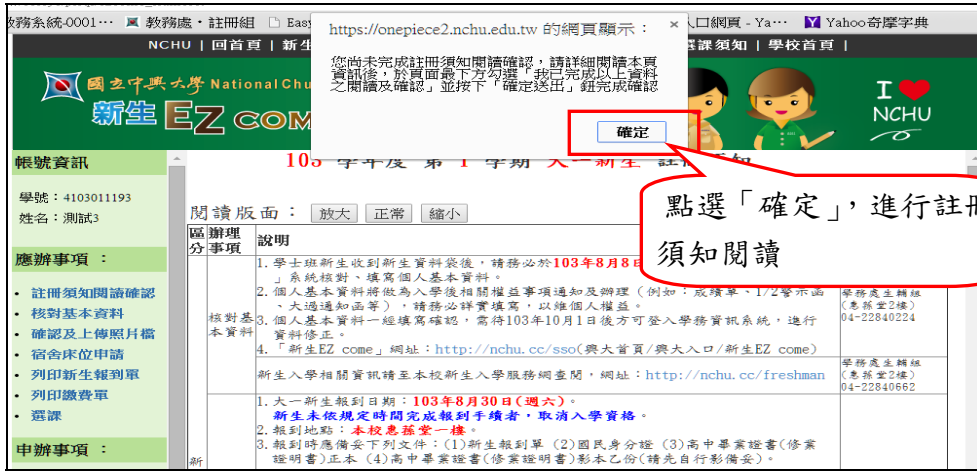 務系統-0001… 教務處‧註冊組 Eas
人口網頁 - Ya… Yahoo奇摩字典
NCHU | 回首頁 | 新生
選課須知 | 學校首頁 |
https://onepiece2.nchu.edu.tw 的網頁顯示：
×
您尚未完成註冊須知閱讀確認，請詳細閱讀本頁
資訊後，於頁面最下方勾選「我已完成以上資料
之閱讀及確認」並按下「確定送出」鈕完成確認
確定
國立中興大學 National Chu
新生 EZ COM
I
NCHU
點選「確定」，進行註冊
須知閱讀
帳號資訊
學號：4103011193
姓名：測試3
應辦事項：
• 註冊須知閱讀確認
• 核對基本資料
• 確認及上傳照片檔
• 宿舍床位申請
• 列印新生報到單
• 列印繳費單
• 選課
申辦事項：
103 學年度 第 1 學期 大一新生 註冊須知
閱讀版面： 放大 正常 縮小
區分 辦理事項 說明
核對基本資料
1. 學士班新生收到新生資料袋後，請務必於103年8月8日
」系統核對、填寫個人基本資料。
2. 個人基本資料將做為入學後相關權益事項通知及辦理（例如：成績單、1/2警示函
、大過通知函等），請務必詳實填寫，以維個人權益。
3. 個人基本資料一經填寫確認，需待103年10月1日後方可登入學務資訊系統，進行
資料修正。
4. 「新生EZ come」網址：http://nchu.cc/sso(興大首頁/興大入口/新生EZ come)
學務處生輔組
(惠蓀堂2樓)
04-22840224
新生入學相關資訊請至本校新生入學服務網查閱，網址：http://nchu.cc/freshman
學務處生輔組
(惠蓀堂2樓)
04-22840662
新
1. 大一新生報到日期：103年8月30日(週六)。
新生未依規定時間完成報到手續者，取消入學資格。
2. 報到地點：本校惠蓀堂一樓。
3. 報到時應備妥下列文件：(1)新生報到單 (2)國民身分證 (3)高中畢業證書(修業
證明書)正本 (4)高中畢業證書(修業證明書)影本乙份(請先自行影備妥)。